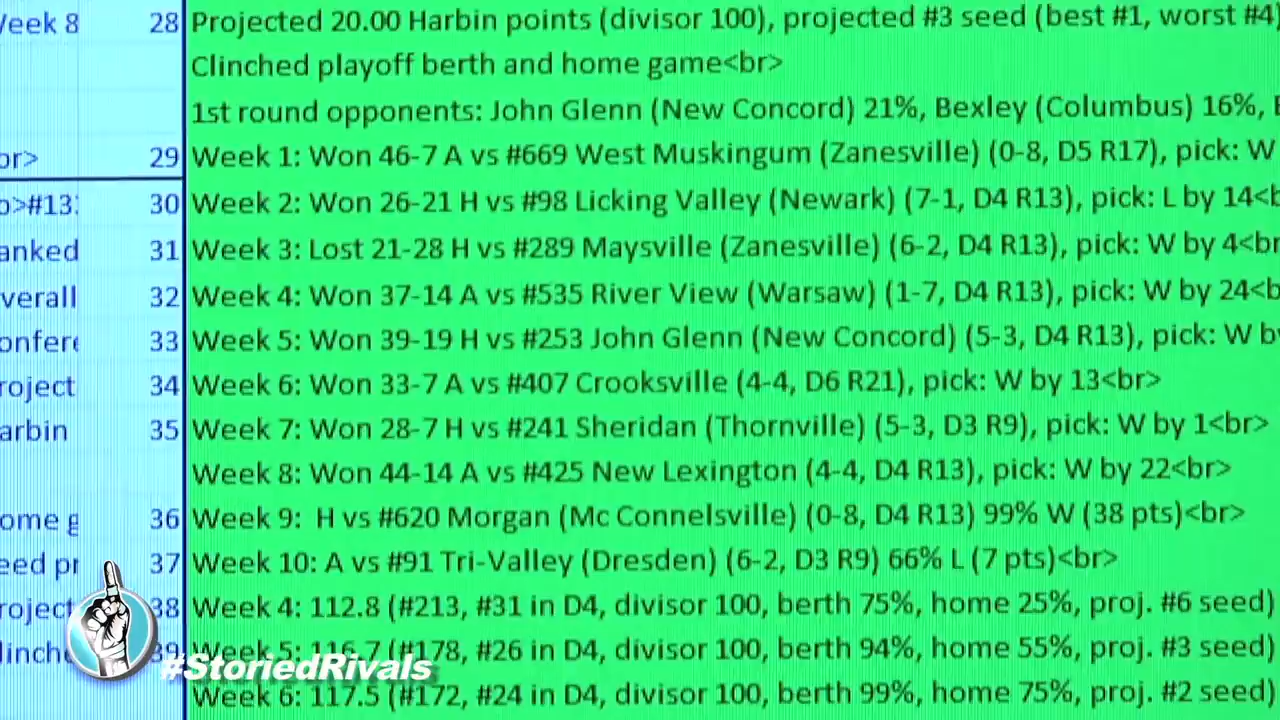 Week 8 28 Projected 20.00 Harbin points (divisor 100), projected #3 seed (best #1, worst #4)
Clinched playoff berth and home game<br>
1st round opponents: John Glenn (New Concord) 21%, Bexley (Columbus) 16%,
br> 29 Week 1: Won 46-7 A vs #669 West Muskingum (Zanesville) (0-8, D5 R17), pick: W
o>#13 30 Week 2: Won 26-21 H vs #98 Licking Valley (Newark) (7-1, D4 R13), pick: L by 14<b
anked 31 Week 3: Lost 21-28 H vs #289 Maysville (Zanesville) (6-2, D4 R13), pick: W by 4<br
verall 32 Week 4: Won 37-14 A vs #535 River View (Warsaw) (1-7, D4 R13), pick: W by 24<b
onfere 33 Week 5: Won 39-19 H vs #253 John Glenn (New Concord) (5-3, D4 R13), pick: W b
roject 34 Week 6: Won 33-7 A vs #407 Crooksville (4-4, D6 R21), pick: W by 13<br>
arbin 35 Week 7: Won 28-7 H vs #241 Sheridan (Thornville) (5-3, D3 R9), pick: W by 1<br>
Week 8: Won 44-14 A vs #425 New Lexington (4-4, D4 R13), pick: W by 22<br>
ome g 36 Week 9: H vs #620 Morgan (Mc Connelsville) (0-8, D4 R13) 99% W (38 pts)<br>
eed pr 37 Week 10: A vs #91 Tri-Valley (Dresden) (6-2, D3 R9) 66% L (7 pts)<br>
roject 38 Week 4: 112.8 (#213, #31 in D4, divisor 100, berth 75%, home 25%, proj. #6 seed)
linche 39 Week 5: 116.7 (#178, #26 in D4, divisor 100, berth 94%, home 55%, proj. #3 seed)
#StoriedRivals
Week 6: 117.5 (#172, #24 in D4, divisor 100, berth 99%, home 75%, proj. #2 seed)